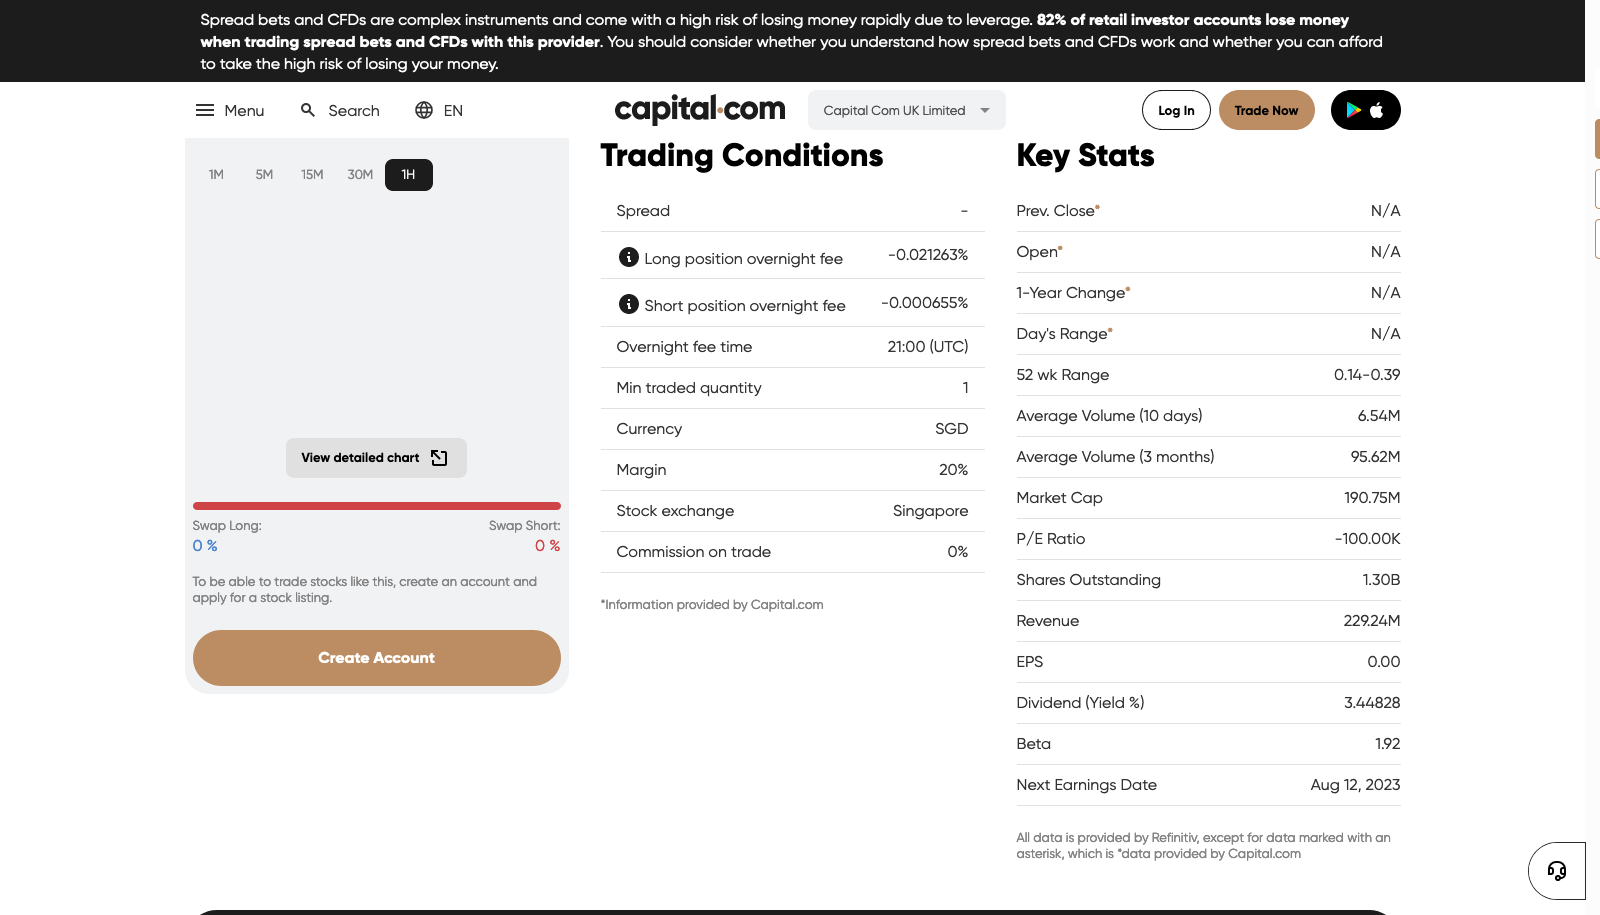 Spread bets and CFDs are complex instruments and come with a high risk of losing money rapidly due to leverage. 82% of retail investor accounts lose money
when trading spread bets and CFDs with this provider. You should consider whether you understand how spread bets and CFDs work and whether you can afford
to take the high risk of losing your money.
Menu Search EN capital.com Capital Com UK Limited Log In Trade Now
1M 5M 15M 30M 1H
View detailed chart
Swap Long: Swap Short:
0 % 0 %
To be able to trade stocks like this, create an account and
apply for a stock listing.
Create Account
Trading Conditions
Spread -
Long position overnight fee -0.021263%
Short position overnight fee -0.000655%
Overnight fee time 21:00 (UTC)
Min traded quantity 1
Currency SGD
Margin 20%
Stock exchange Singapore
Commission on trade 0%
*Information provided by Capital.com
Key Stats
Prev. Close* N/A
Open* N/A
1-Year Change* N/A
Day's Range* N/A
52 wk Range 0.14-0.39
Average Volume (10 days) 6.54M
Average Volume (3 months) 95.62M
Market Cap 190.75M
P/E Ratio -100.00K
Shares Outstanding 1.30B
Revenue 229.24M
EPS 0.00
Dividend (Yield %) 3.44828
Beta 1.92
Next Earnings Date Aug 12, 2023
All data is provided by Refinitiv, except for data marked with an
asterisk, which is *data provided by Capital.com